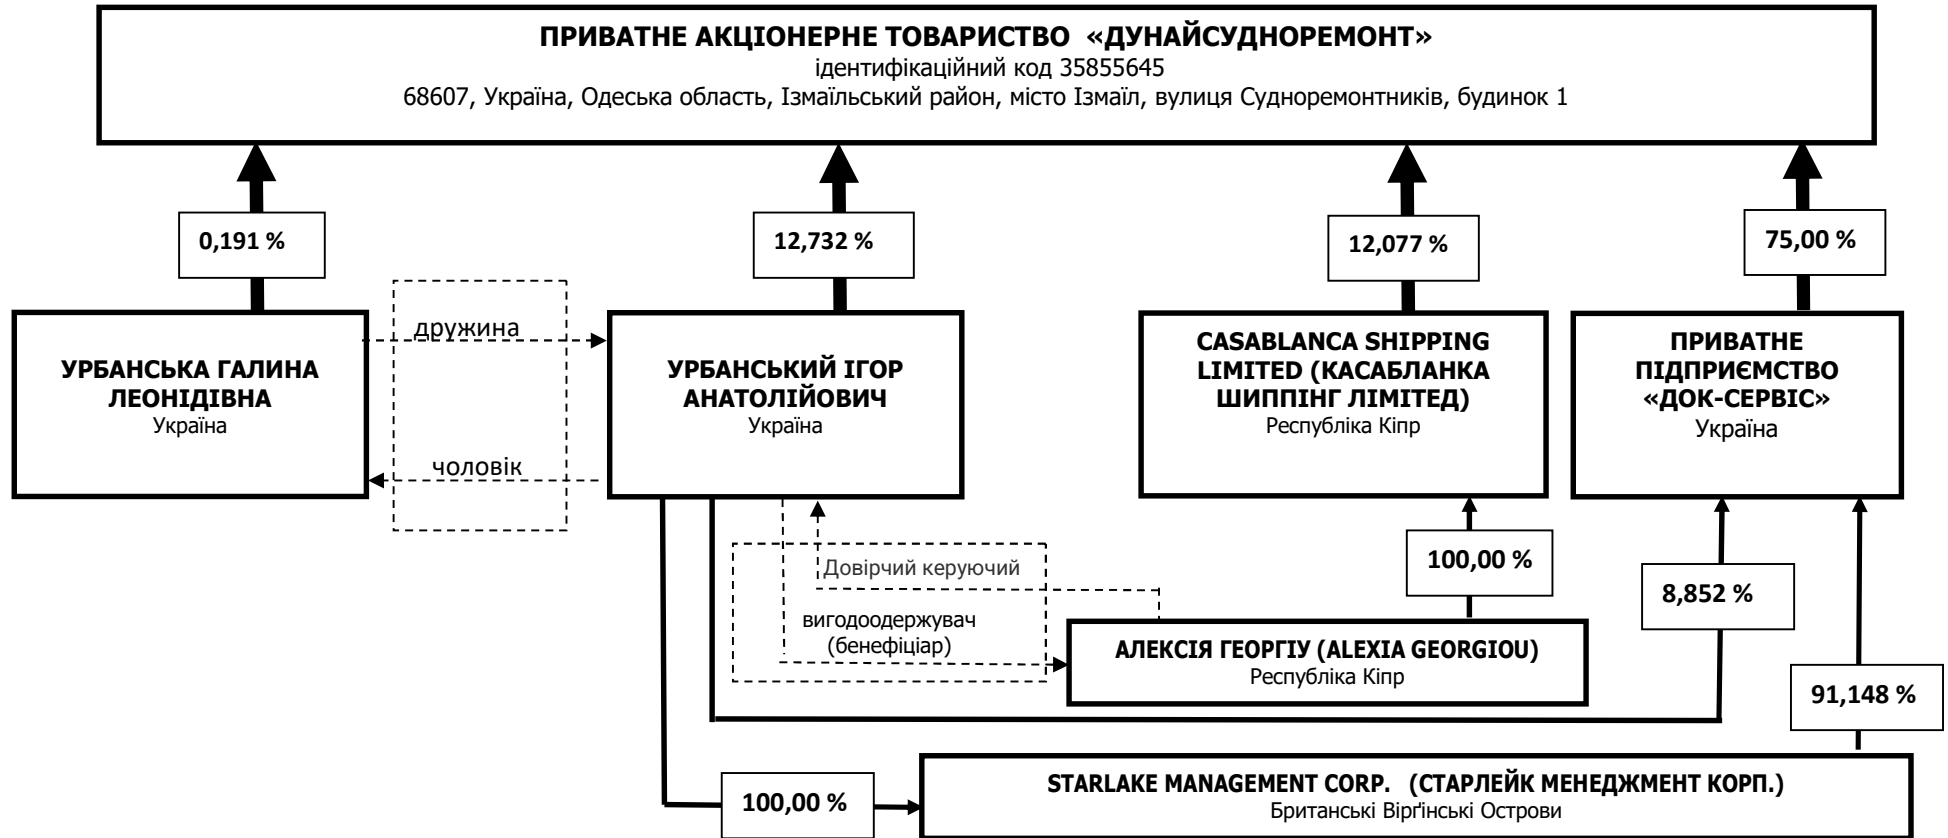 ПРИВАТНЕ АКЦІОНЕРНЕ ТОВАРИСТВО «ДУНАЙСУДНОРЕМОНТ»
ідентифікаційний код 35855645
68607, Україна, Одеська область, Ізмаїльський район, місто Ізмаїл, вулиця Судноремонтників, будинок 1
0,191 %
12,732 %
12,077 %
75,00 %
УРБАНСЬКА ГАЛИНА
ЛЕОНІДІВНА
Україна
дружина
чоловік
УРБАНСЬКИЙ ІГОР
АНАТОЛІЙОВИЧ
Україна
CASABLANCA SHIPPING
LIMITED (КАСАБЛАНКА
ШИППІНГ ЛІМІТЕД)
Республіка Кіпр
ПРИВАТНЕ
ПІДПРИЄМСТВО
«ДОК-СЕРВІС»
Україна
Довірчий керуючий
вигодоодержувач
(бенефіціар)
100,00 %
8,852 %
АЛЕКСІЯ ГЕОРГІУ (ALEXIA GEORGIOU)
Республіка Кіпр
91,148 %
100,00 %
STARLAKE MANAGEMENT CORP. (СТАРЛЕЙК МЕНЕДЖМЕНТ КОРП.)
Британські Вірґінські Острови